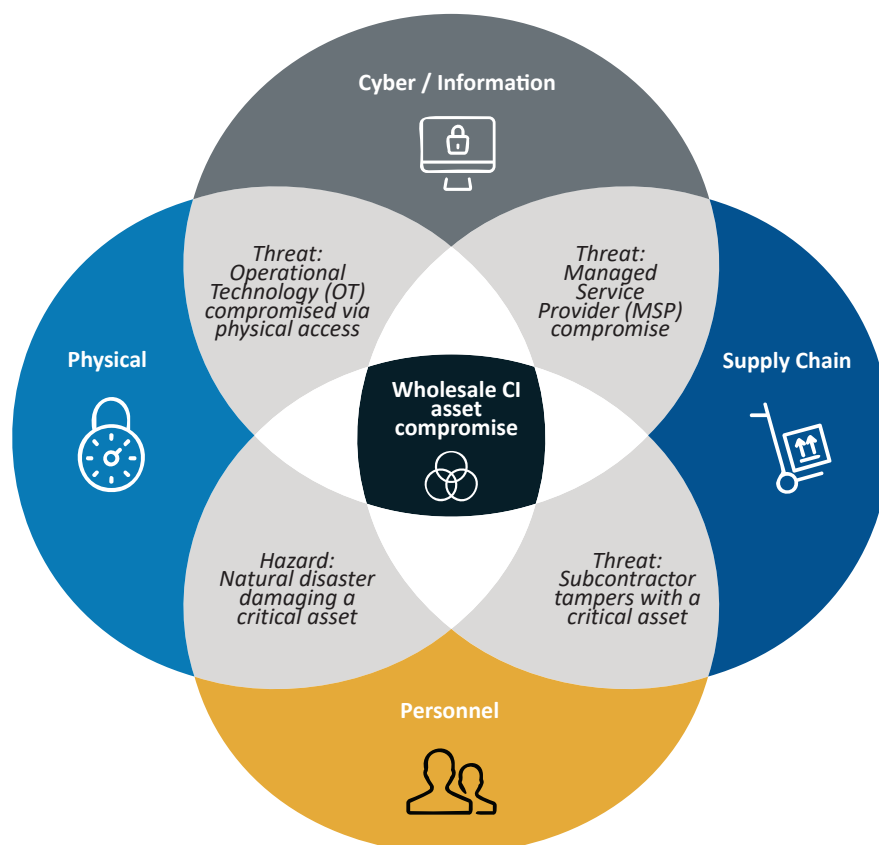 Cyber / Information
Threat:
Operational
Technology (OT)
compromised via
physical access
Threat:
Managed
Service
Provider (MSP)
compromise
Physical
Wholesale CI
asset
compromise
Supply Chain
Hazard:
Natural disaster
damaging a
critical asset
Threat:
Subcontractor
tampers with a
critical asset
Personnel